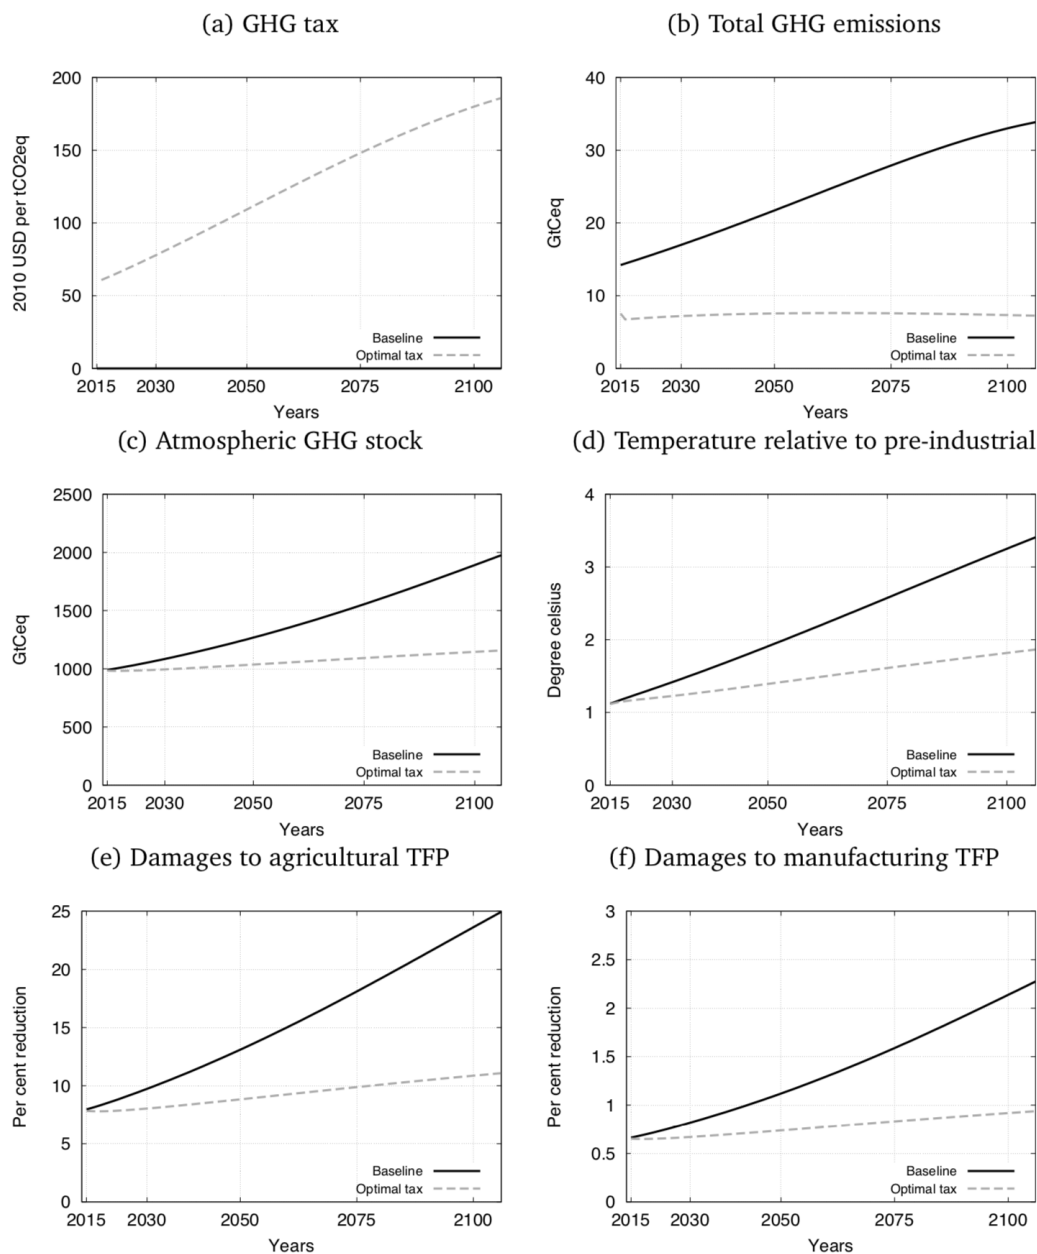 (a) GHG tax
200
150
100
50
0
2010 USD per tCO2eq
Baseline
Optimal tax
2015 2030 2050 2075 2100
Years
(b) Total GHG emissions
40
30
20
10
0
GtCeq
Baseline
Optimal tax
2015 2030 2050 2075 2100
Years
(c) Atmospheric GHG stock
2500
2000
1500
1000
500
0
GtCeq
Baseline
Optimal tax
2015 2030 2050 2075 2100
Years
(d) Temperature relative to pre-industrial
4
3
2
1
0
Degree celsius
Baseline
Optimal tax
2015 2030 2050 2075 2100
Years
(e) Damages to agricultural TFP
25
20
15
10
5
0
Per cent reduction
Baseline
Optimal tax
2015 2030 2050 2075 2100
Years
(f) Damages to manufacturing TFP
3
2.5
2
1.5
1
0.5
0
Per cent reduction
Baseline
Optimal tax
2015 2030 2050 2075 2100
Years